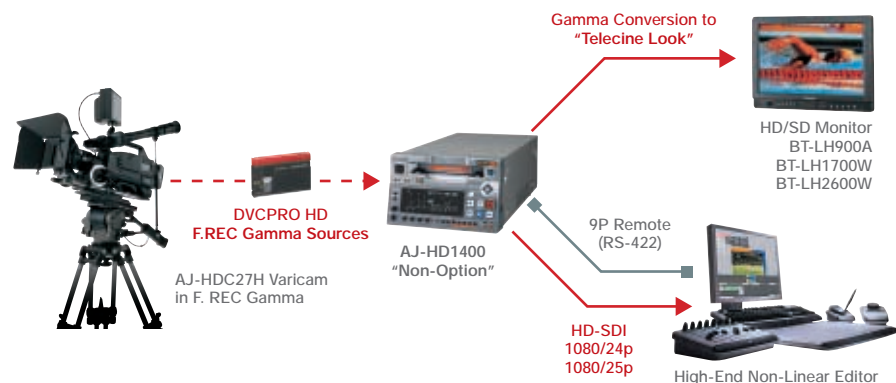 Gamma Conversion to
“Telecine Look”
HD/SD Monitor
BT-LH900A
BT-LH1700W
BT-LH2600W
DVCPRO HD
F.REC Gamma Sources
AJ-HDC27H Varicam
in F. REC Gamma
AJ-HD1400
“Non-Option”
9P Remote
(RS-422)
HD-SDI
1080/24p
1080/25p
High-End Non-Linear Editor